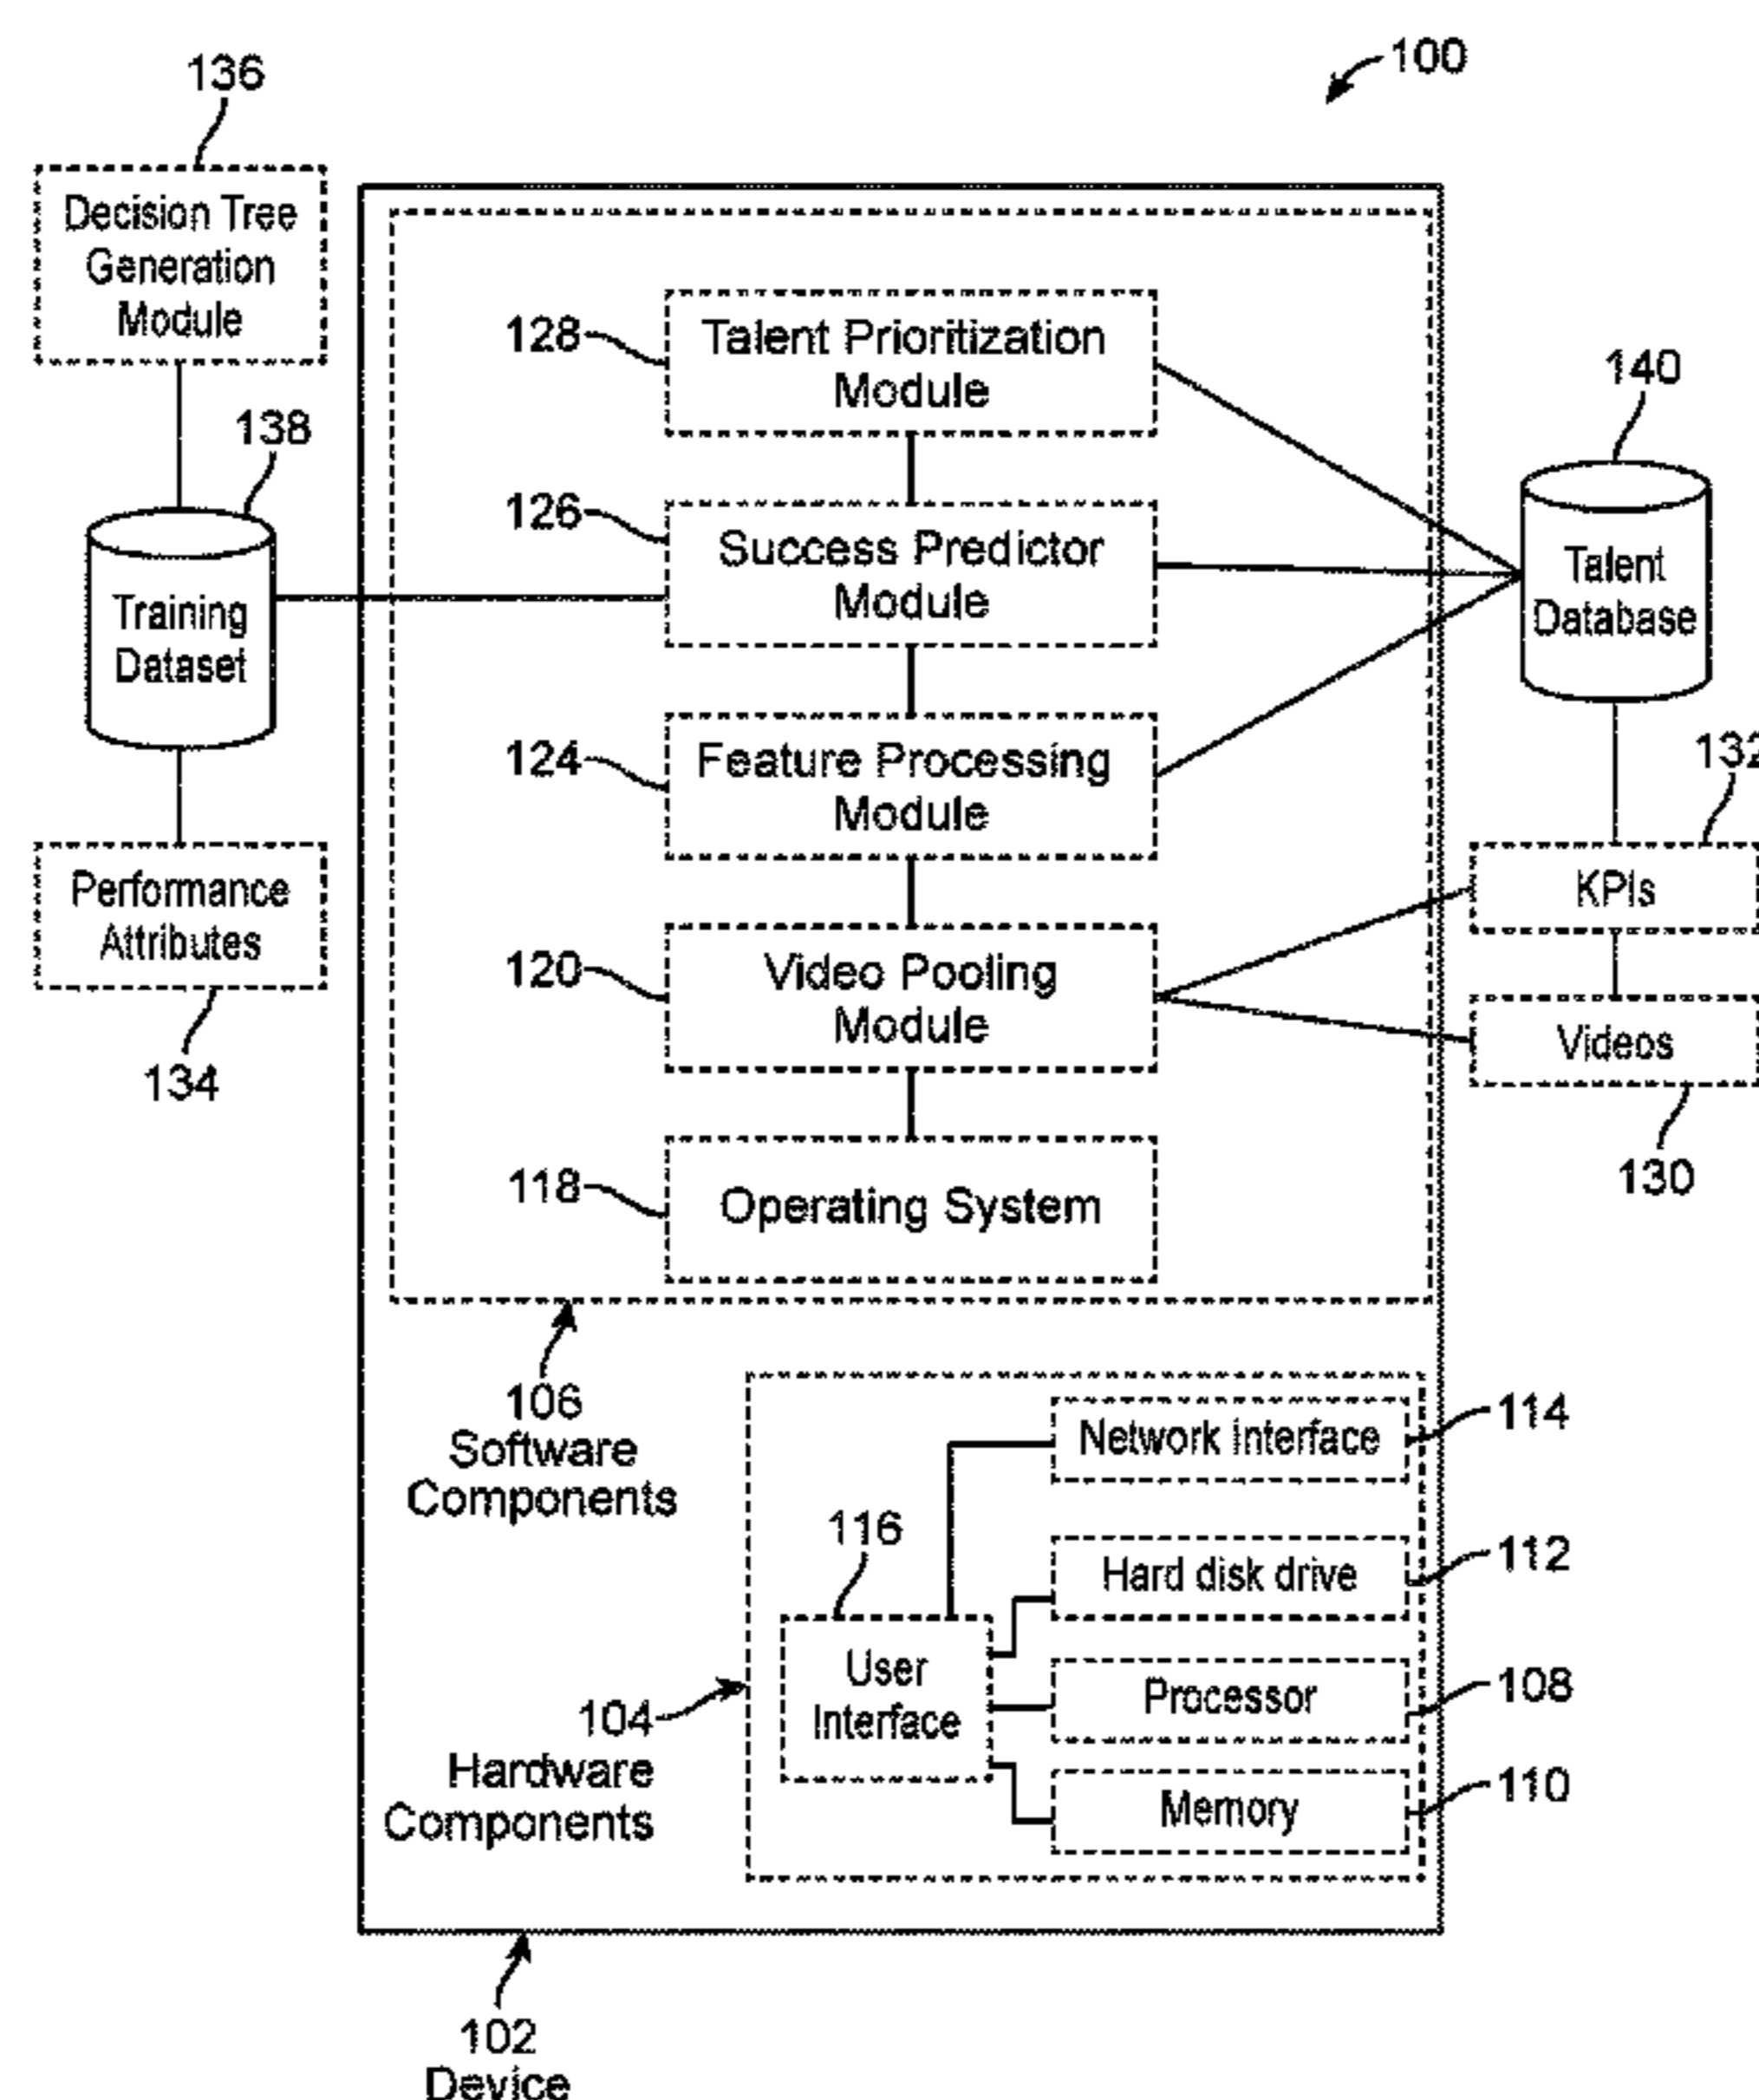 100
136
Decision Tree
Generation
Module
128
Talent Prioritization
Module
140
138
126
Success Predictor
Module
Talent
Database
Training
Dataset
124
Feature Processing
Module
132
Performance
Attributes
KPIs
120
Video Pooling
Module
Videos
134
130
118
Operating System
106
Software
Components
Network Interface
114
116
Hard disk drive
112
User
Interface
104
Hardware
Components
Processor
108
Memory
110
102
Device